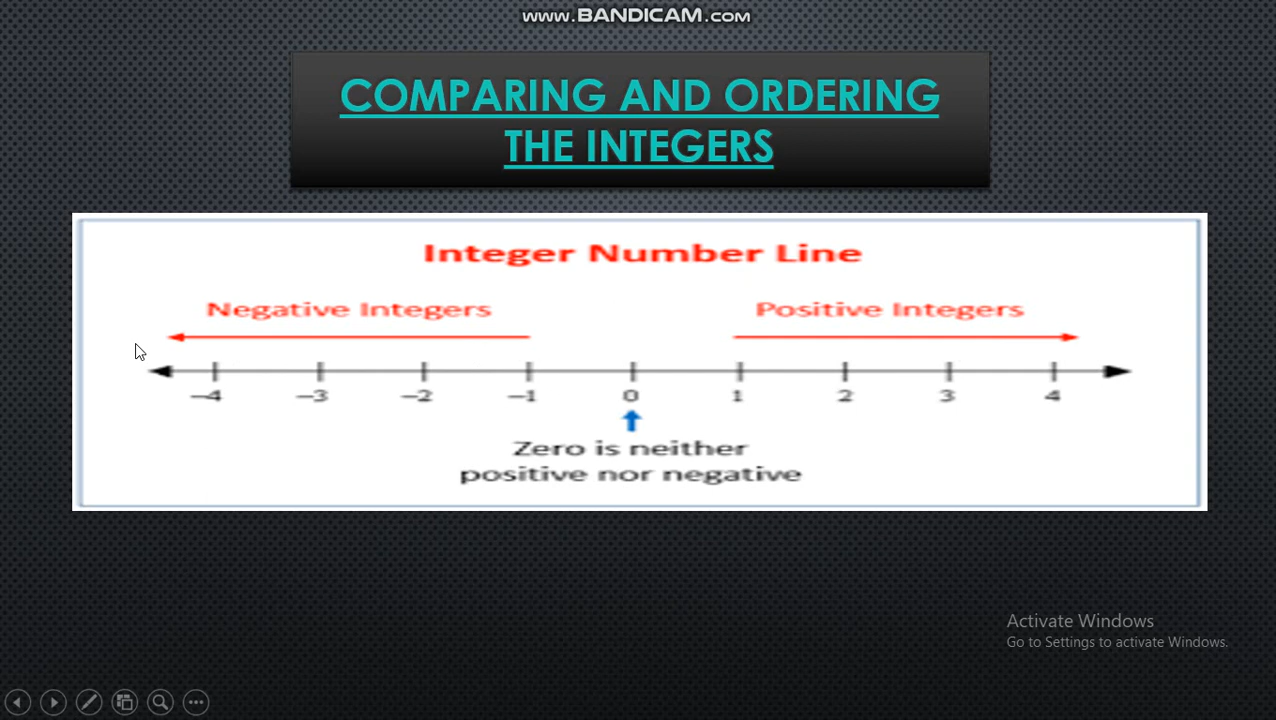 www.BANDICAM.com
COMPARING AND ORDERING
THE INTEGERS
Integer Number Line
Negative Integers Positive Integers
–4 –3 –2 –1 0 1 2 3 4
Zero is neither
positive nor negative
Activate Windows
Go to Settings to activate Windows.